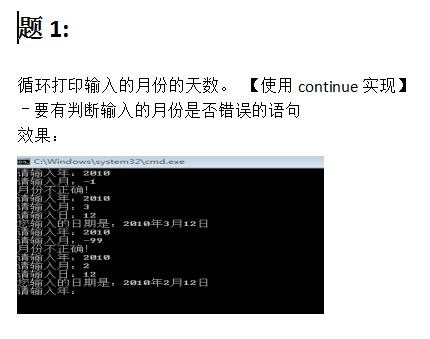 题 1:
循环打印输入的月份的天数。 【使用 continue 实现】
- 要有判断输入的月份是否错误的语句
效果：
C:\Windows\system32\cmd.exe
请输入年：2010
请输入月：-1
月份不正确！
请输入年：2010
请输入月：3
请输入日：12
您输入的日期是：2010年3月12日
请输入年：2010
请输入月：-99
月份不正确！
请输入年：2010
请输入月：2
请输入日：12
您输入的日期是：2010年2月12日
请输入年：